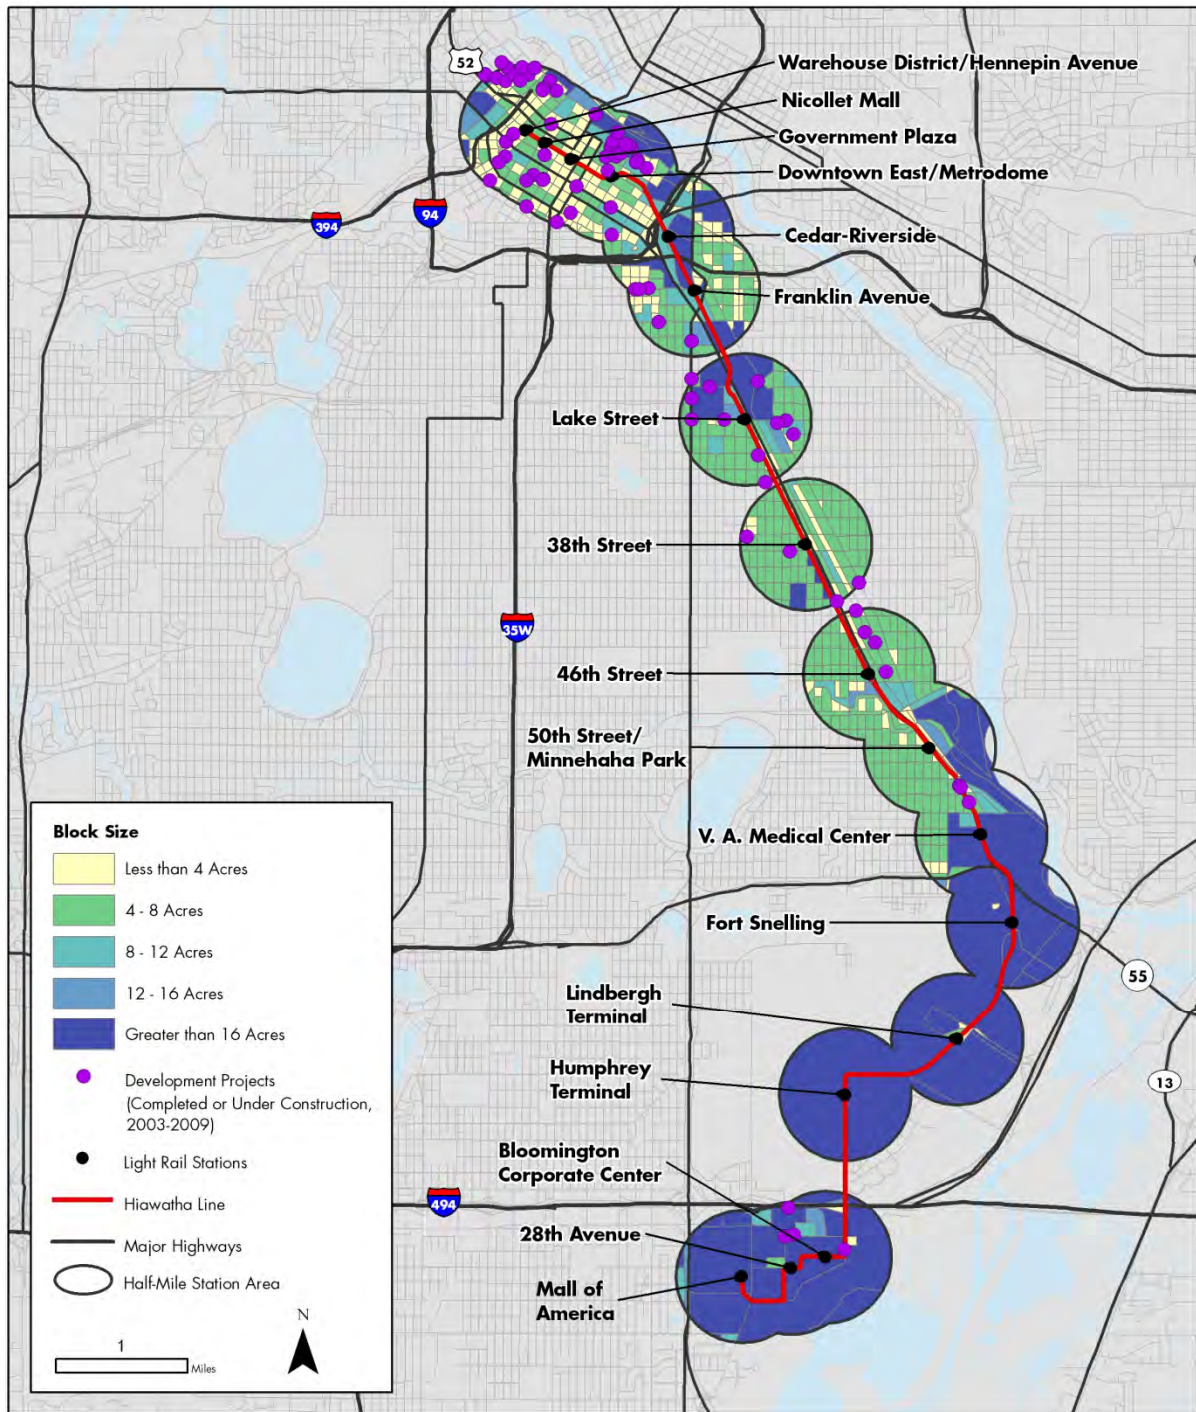 52
Warehouse District/Hennepin Avenue
Nicollet Mall
Government Plaza
Downtown East/Metrodome
394
94
Cedar-Riverside
Franklin Avenue
Lake Street
38th Street
35W
46th Street
50th Street/
Minnehaha Park
V. A. Medical Center
Fort Snelling
55
Lindbergh
Terminal
Humphrey
Terminal
13
Bloomington
Corporate Center
494
28th Avenue
Mall of
America
Block Size
Less than 4 Acres
4 - 8 Acres
8 - 12 Acres
12 - 16 Acres
Greater than 16 Acres
Development Projects
(Completed or Under Construction,
2003-2009)
Light Rail Stations
Hiawatha Line
Major Highways
Half-Mile Station Area
N
1
Miles